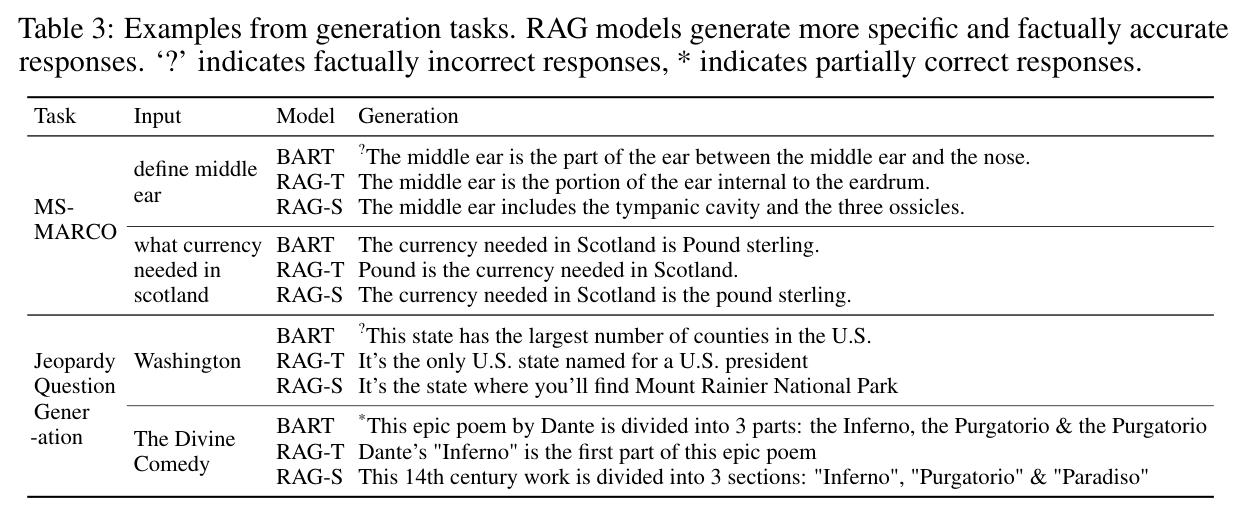 Table 3: Examples from generation tasks. RAG models generate more specific and factually accurate
responses. ‘?’ indicates factually incorrect responses, * indicates partially correct responses.
Task Input Model Generation
MS-
MARCO
define middle
ear
BART ?The middle ear is the part of the ear between the middle ear and the nose.
RAG-T The middle ear is the portion of the ear internal to the eardrum.
RAG-S The middle ear includes the tympanic cavity and the three ossicles.
what currency
needed in
scotland
BART The currency needed in Scotland is Pound sterling.
RAG-T Pound is the currency needed in Scotland.
RAG-S The currency needed in Scotland is the pound sterling.
Jeopardy
Question
Gener
-ation
Washington
BART ?This state has the largest number of counties in the U.S.
RAG-T It's the only U.S. state named for a U.S. president
RAG-S It's the state where you'll find Mount Rainier National Park
The Divine
Comedy
BART *This epic poem by Dante is divided into 3 parts: the Inferno, the Purgatorio & the Purgatorio
RAG-T Dante's "Inferno" is the first part of this epic poem
RAG-S This 14th century work is divided into 3 sections: "Inferno", "Purgatorio" & "Paradiso"